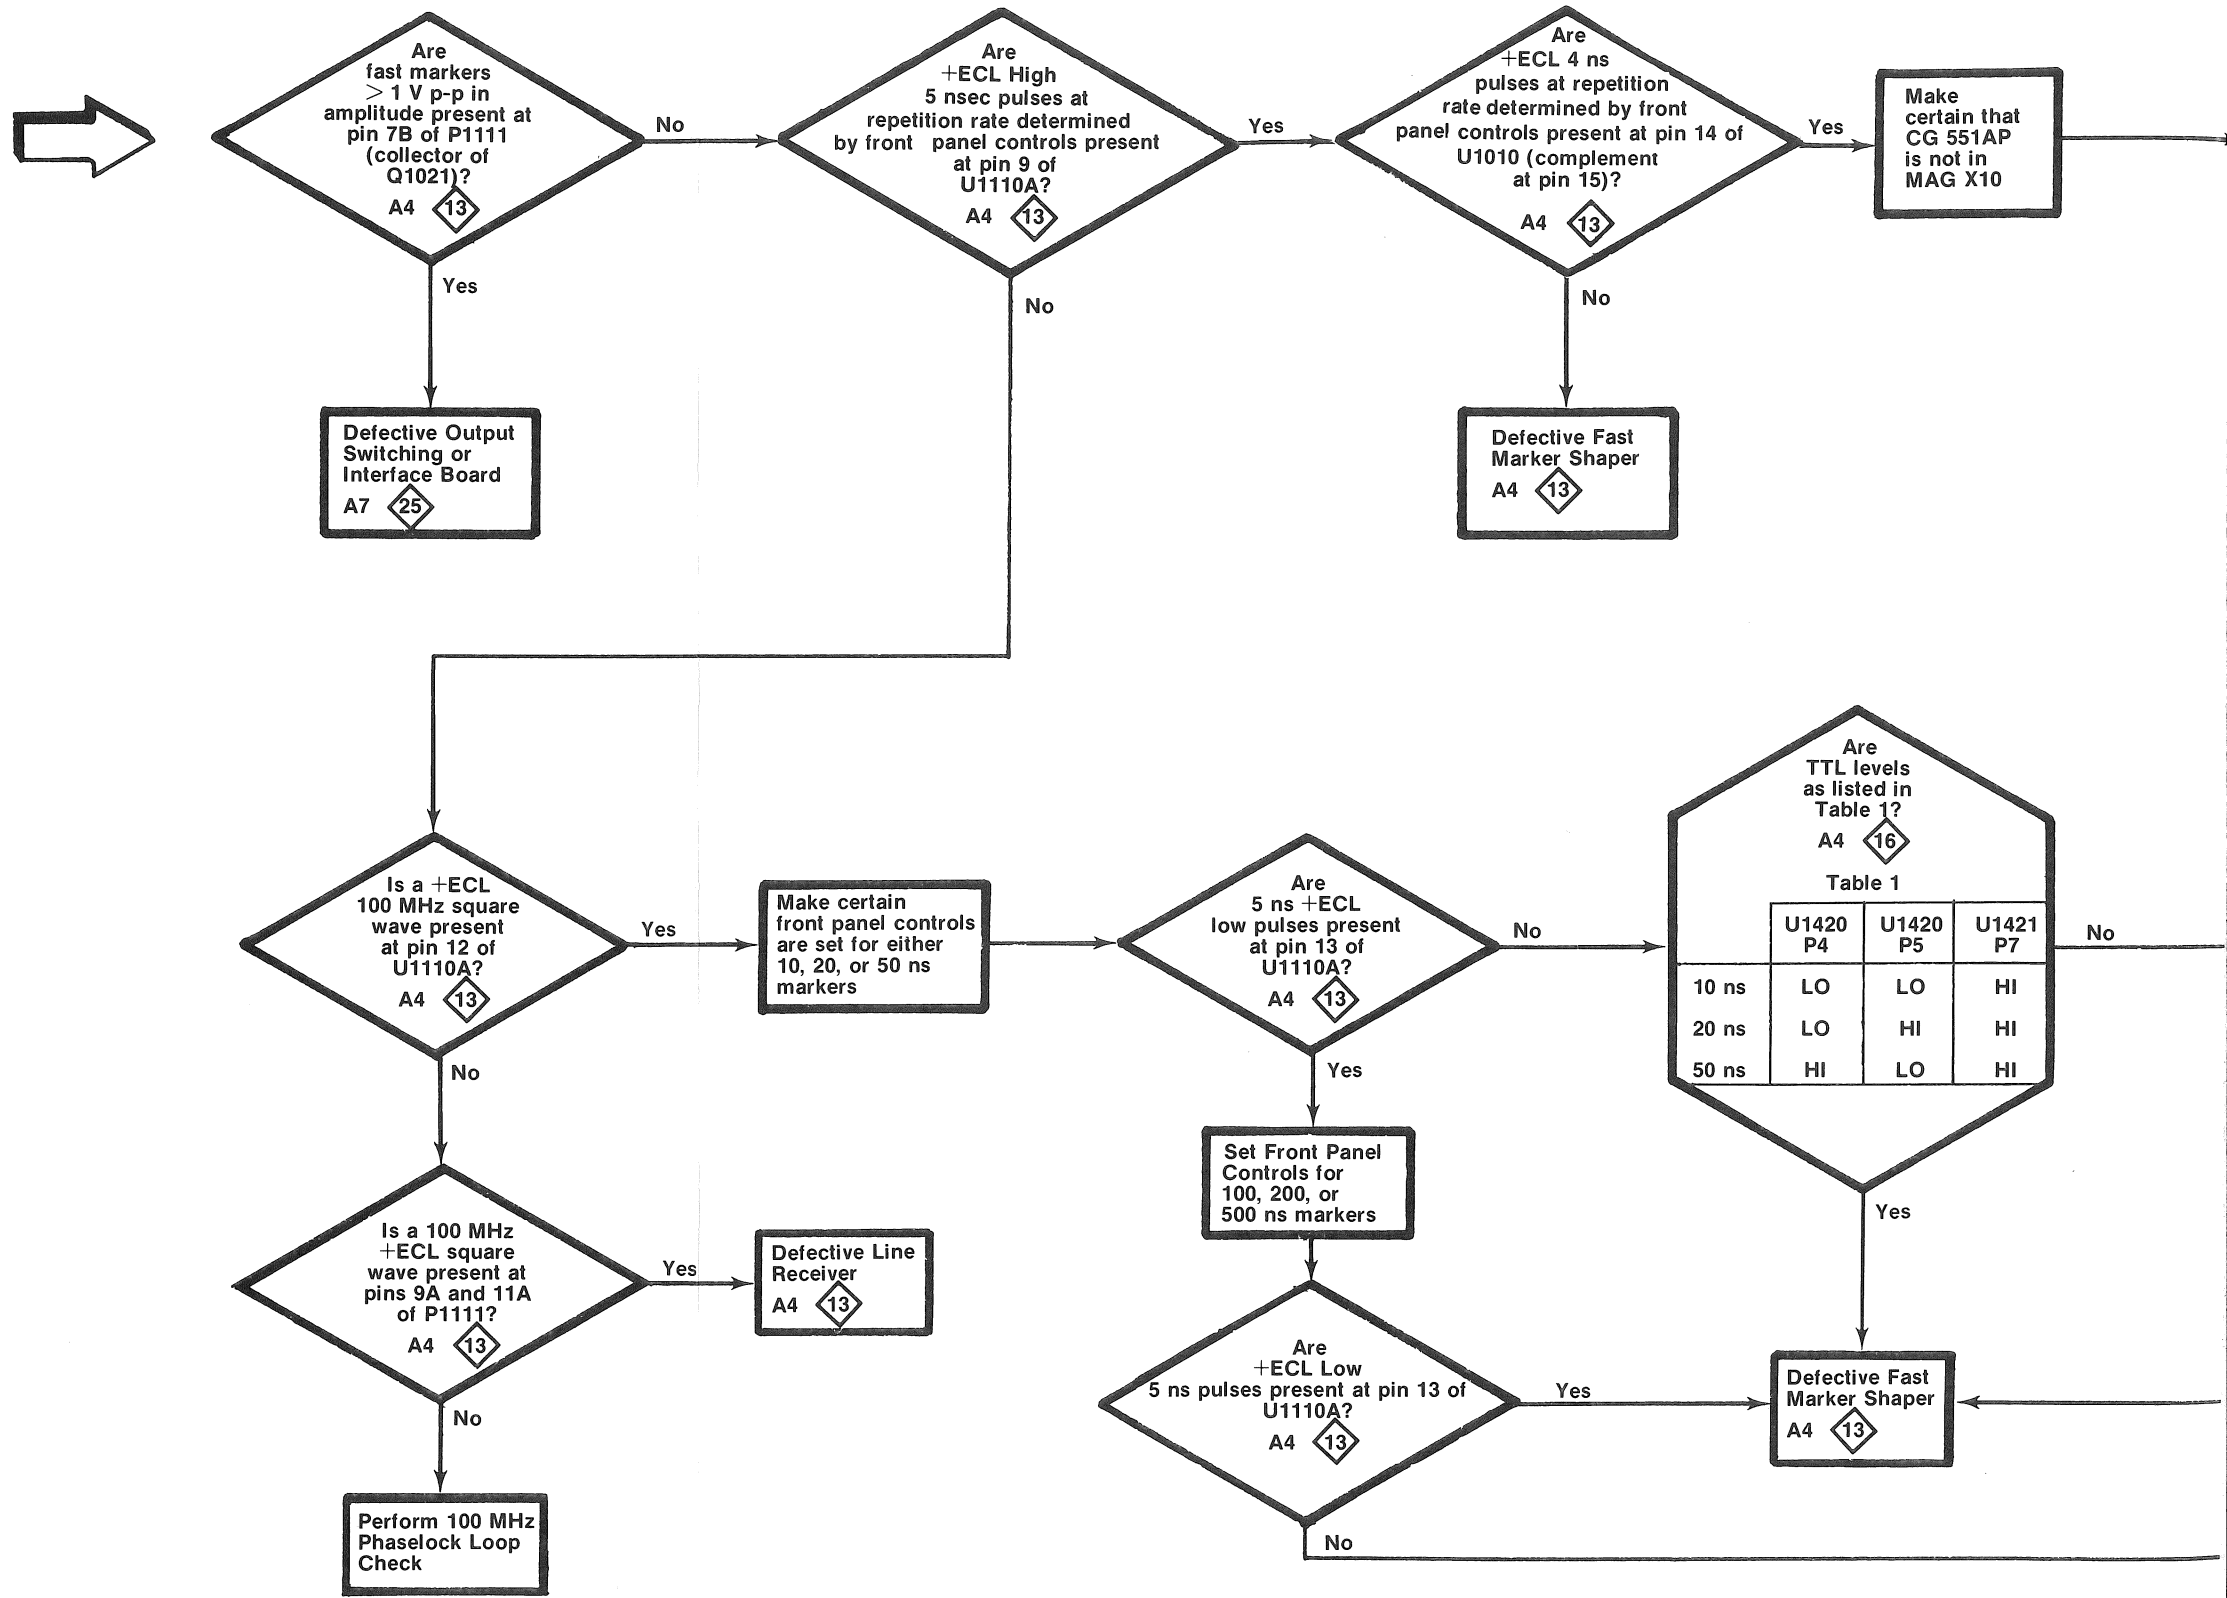 Are
fast markers
> 1 V p-p in
amplitude present at
pin 7B of P1111
(collector of
Q1021)?
A4 13
No
Yes
Defective Output
Switching or
Interface Board
A7 25
Are
+ECL High
5 nsec pulses at
repetition rate determined
by front panel controls present
at pin 9 of
U1110A?
A4 13
Yes
No
Are
+ECL 4 ns
pulses at repetition
rate determined by front
panel controls present at pin 14 of
U1010 (complement
at pin 15)?
A4 13
Yes
No
Make
certain that
CG 551AP
is not in
MAG X10
Defective Fast
Marker Shaper
A4 13
Is a +ECL
100 MHz square
wave present
at pin 12 of
U1110A?
A4 13
Yes
No
Make certain
front panel controls
are set for either
10, 20, or 50 ns
markers
Are
5 ns +ECL
low pulses present
at pin 13 of
U1110A?
A4 13
No
Yes
Are
TTL levels
as listed in
Table 1?
A4 16
Table 1
U1420 U1420 U1421
P4 P5 P7
10 ns LO LO HI
20 ns LO HI HI
50 ns HI LO HI
No
Yes
Is a 100 MHz
+ECL square
wave present at
pins 9A and 11A
of P1111?
A4 13
Yes
No
Defective Line
Receiver
A4 13
Set Front Panel
Controls for
100, 200, or
500 ns markers
Are
+ECL Low
5 ns pulses present at pin 13 of
U1110A?
A4 13
Yes
No
Defective Fast
Marker Shaper
A4 13
Perform 100 MHz
Phaselock Loop
Check